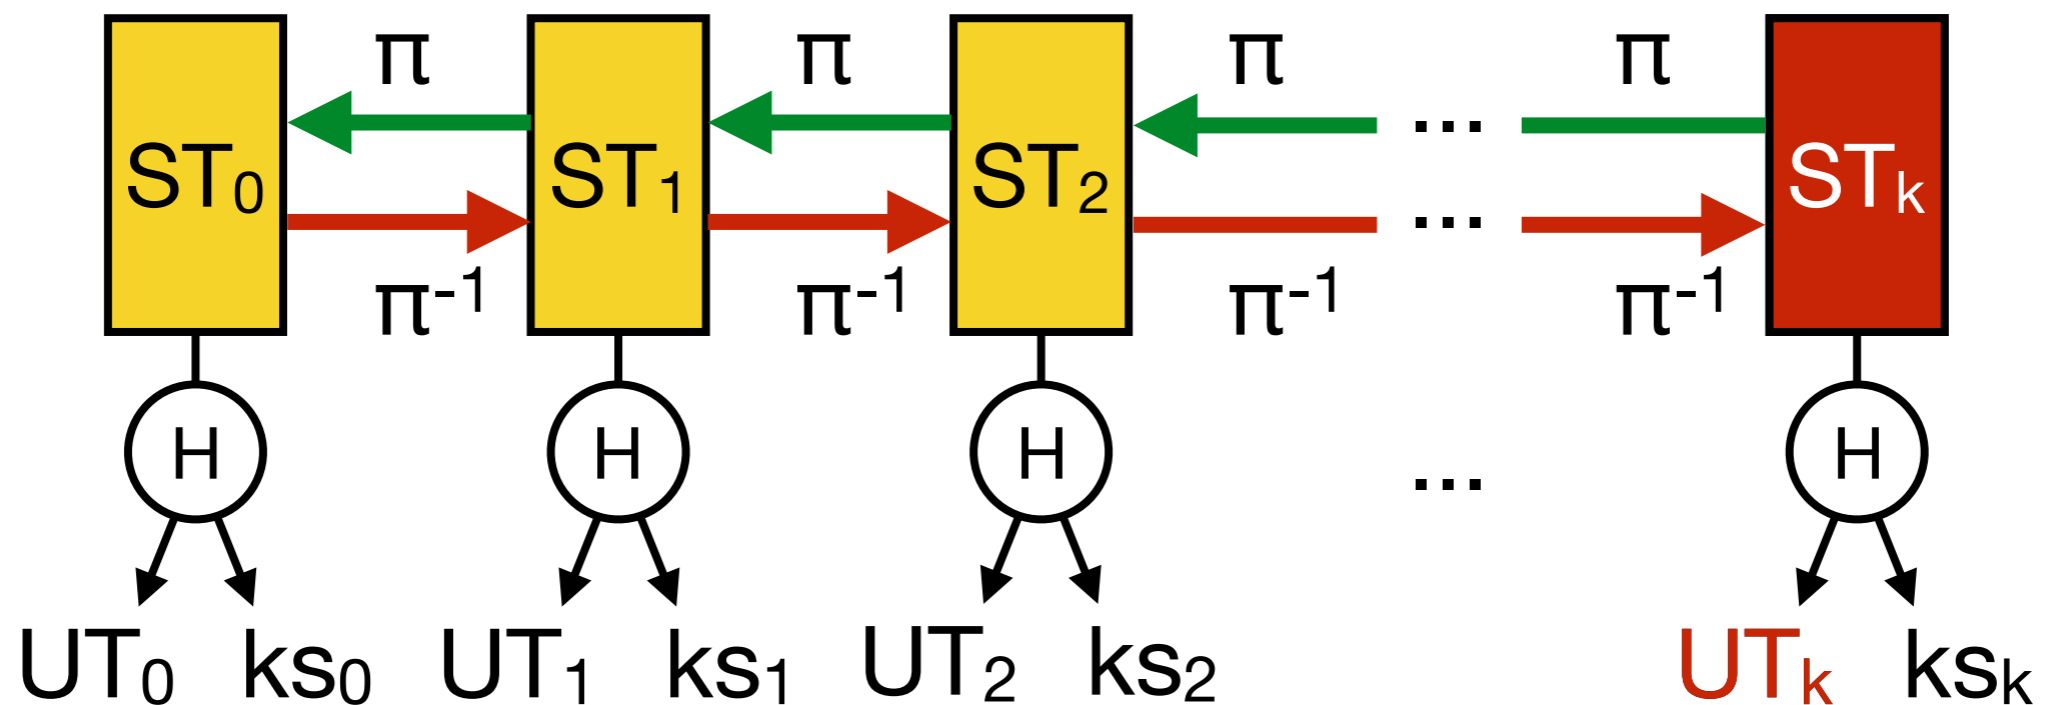 π π π π
ST₀ ST₁ ST₂ ... STₖ
...
π⁻¹ π⁻¹ π⁻¹ π⁻¹
H H H ... H
UT₀ ks₀ UT₁ ks₁ UT₂ ks₂ UTₖ ksₖ